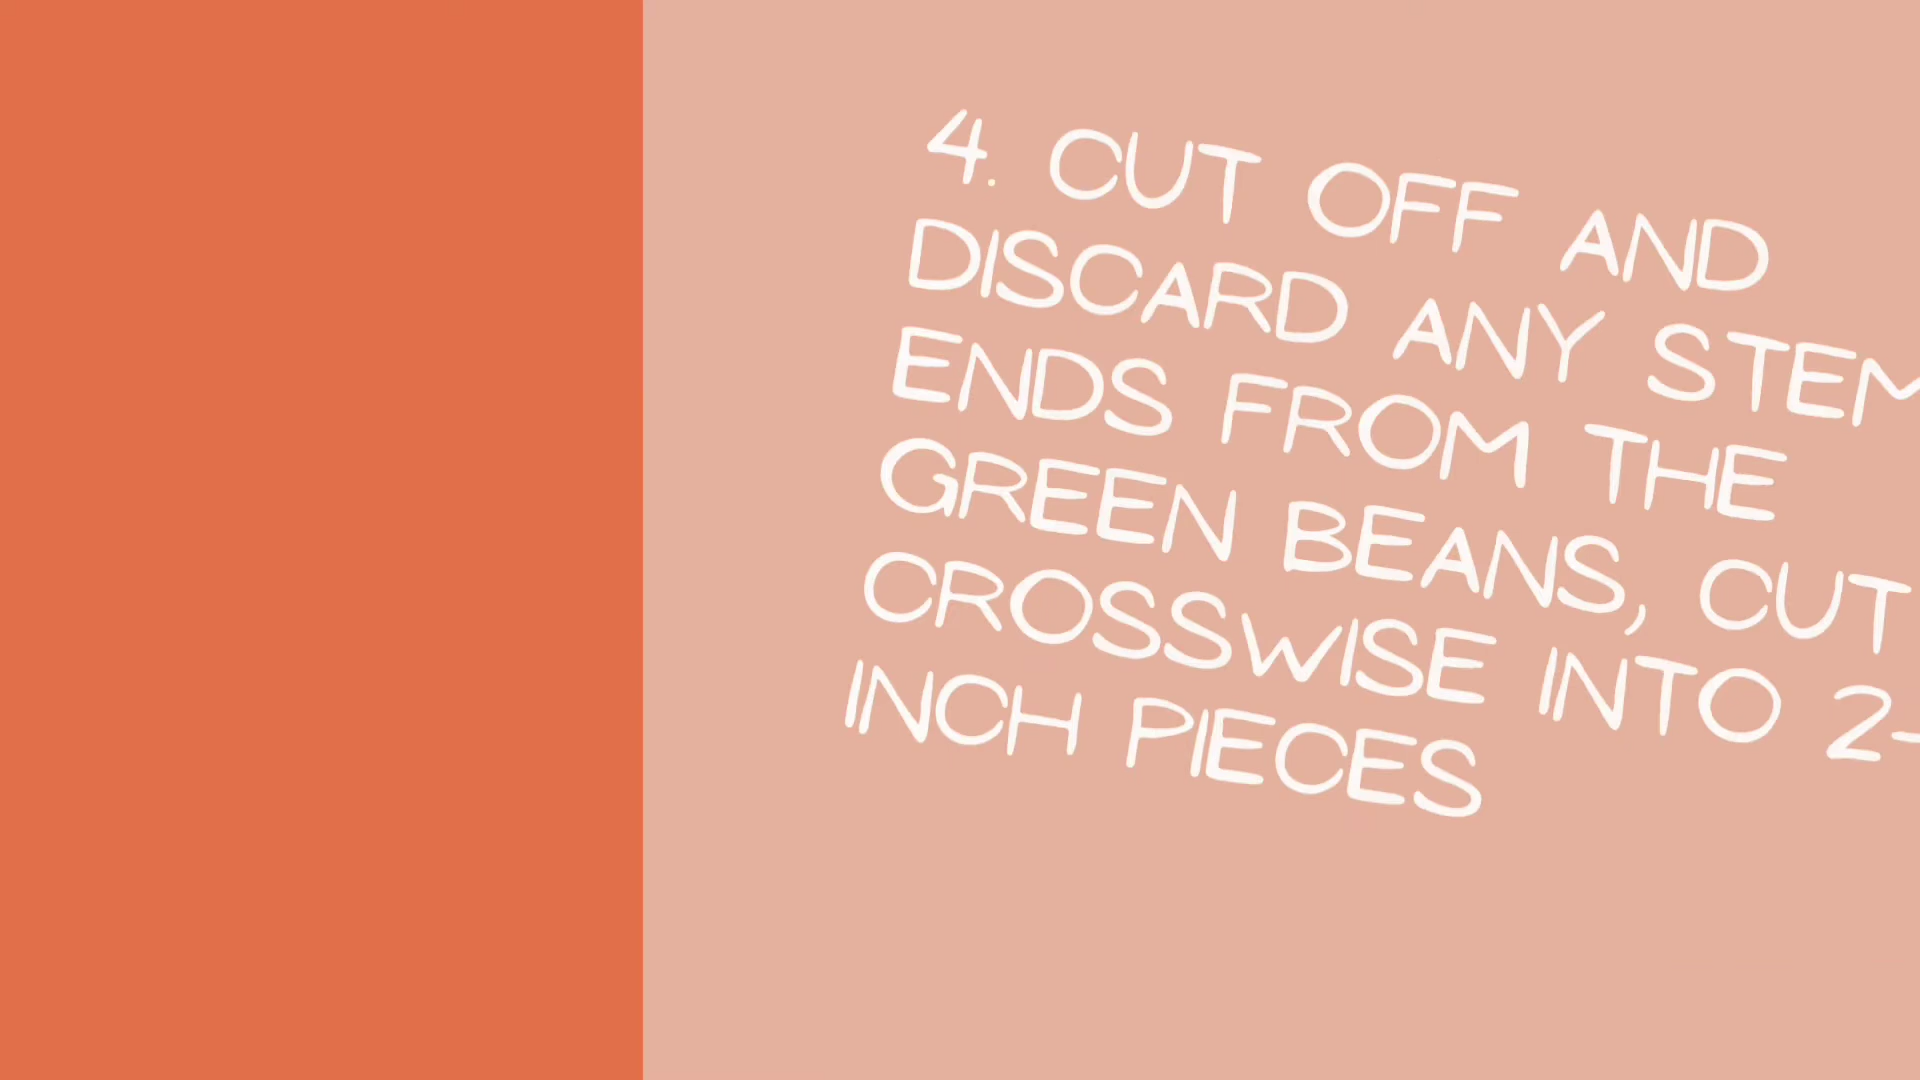 4. CUT OFF AND
DISCARD ANY STEM
ENDS FROM THE
GREEN BEANS, CUT
CROSSWISE INTO 2-
INCH PIECES